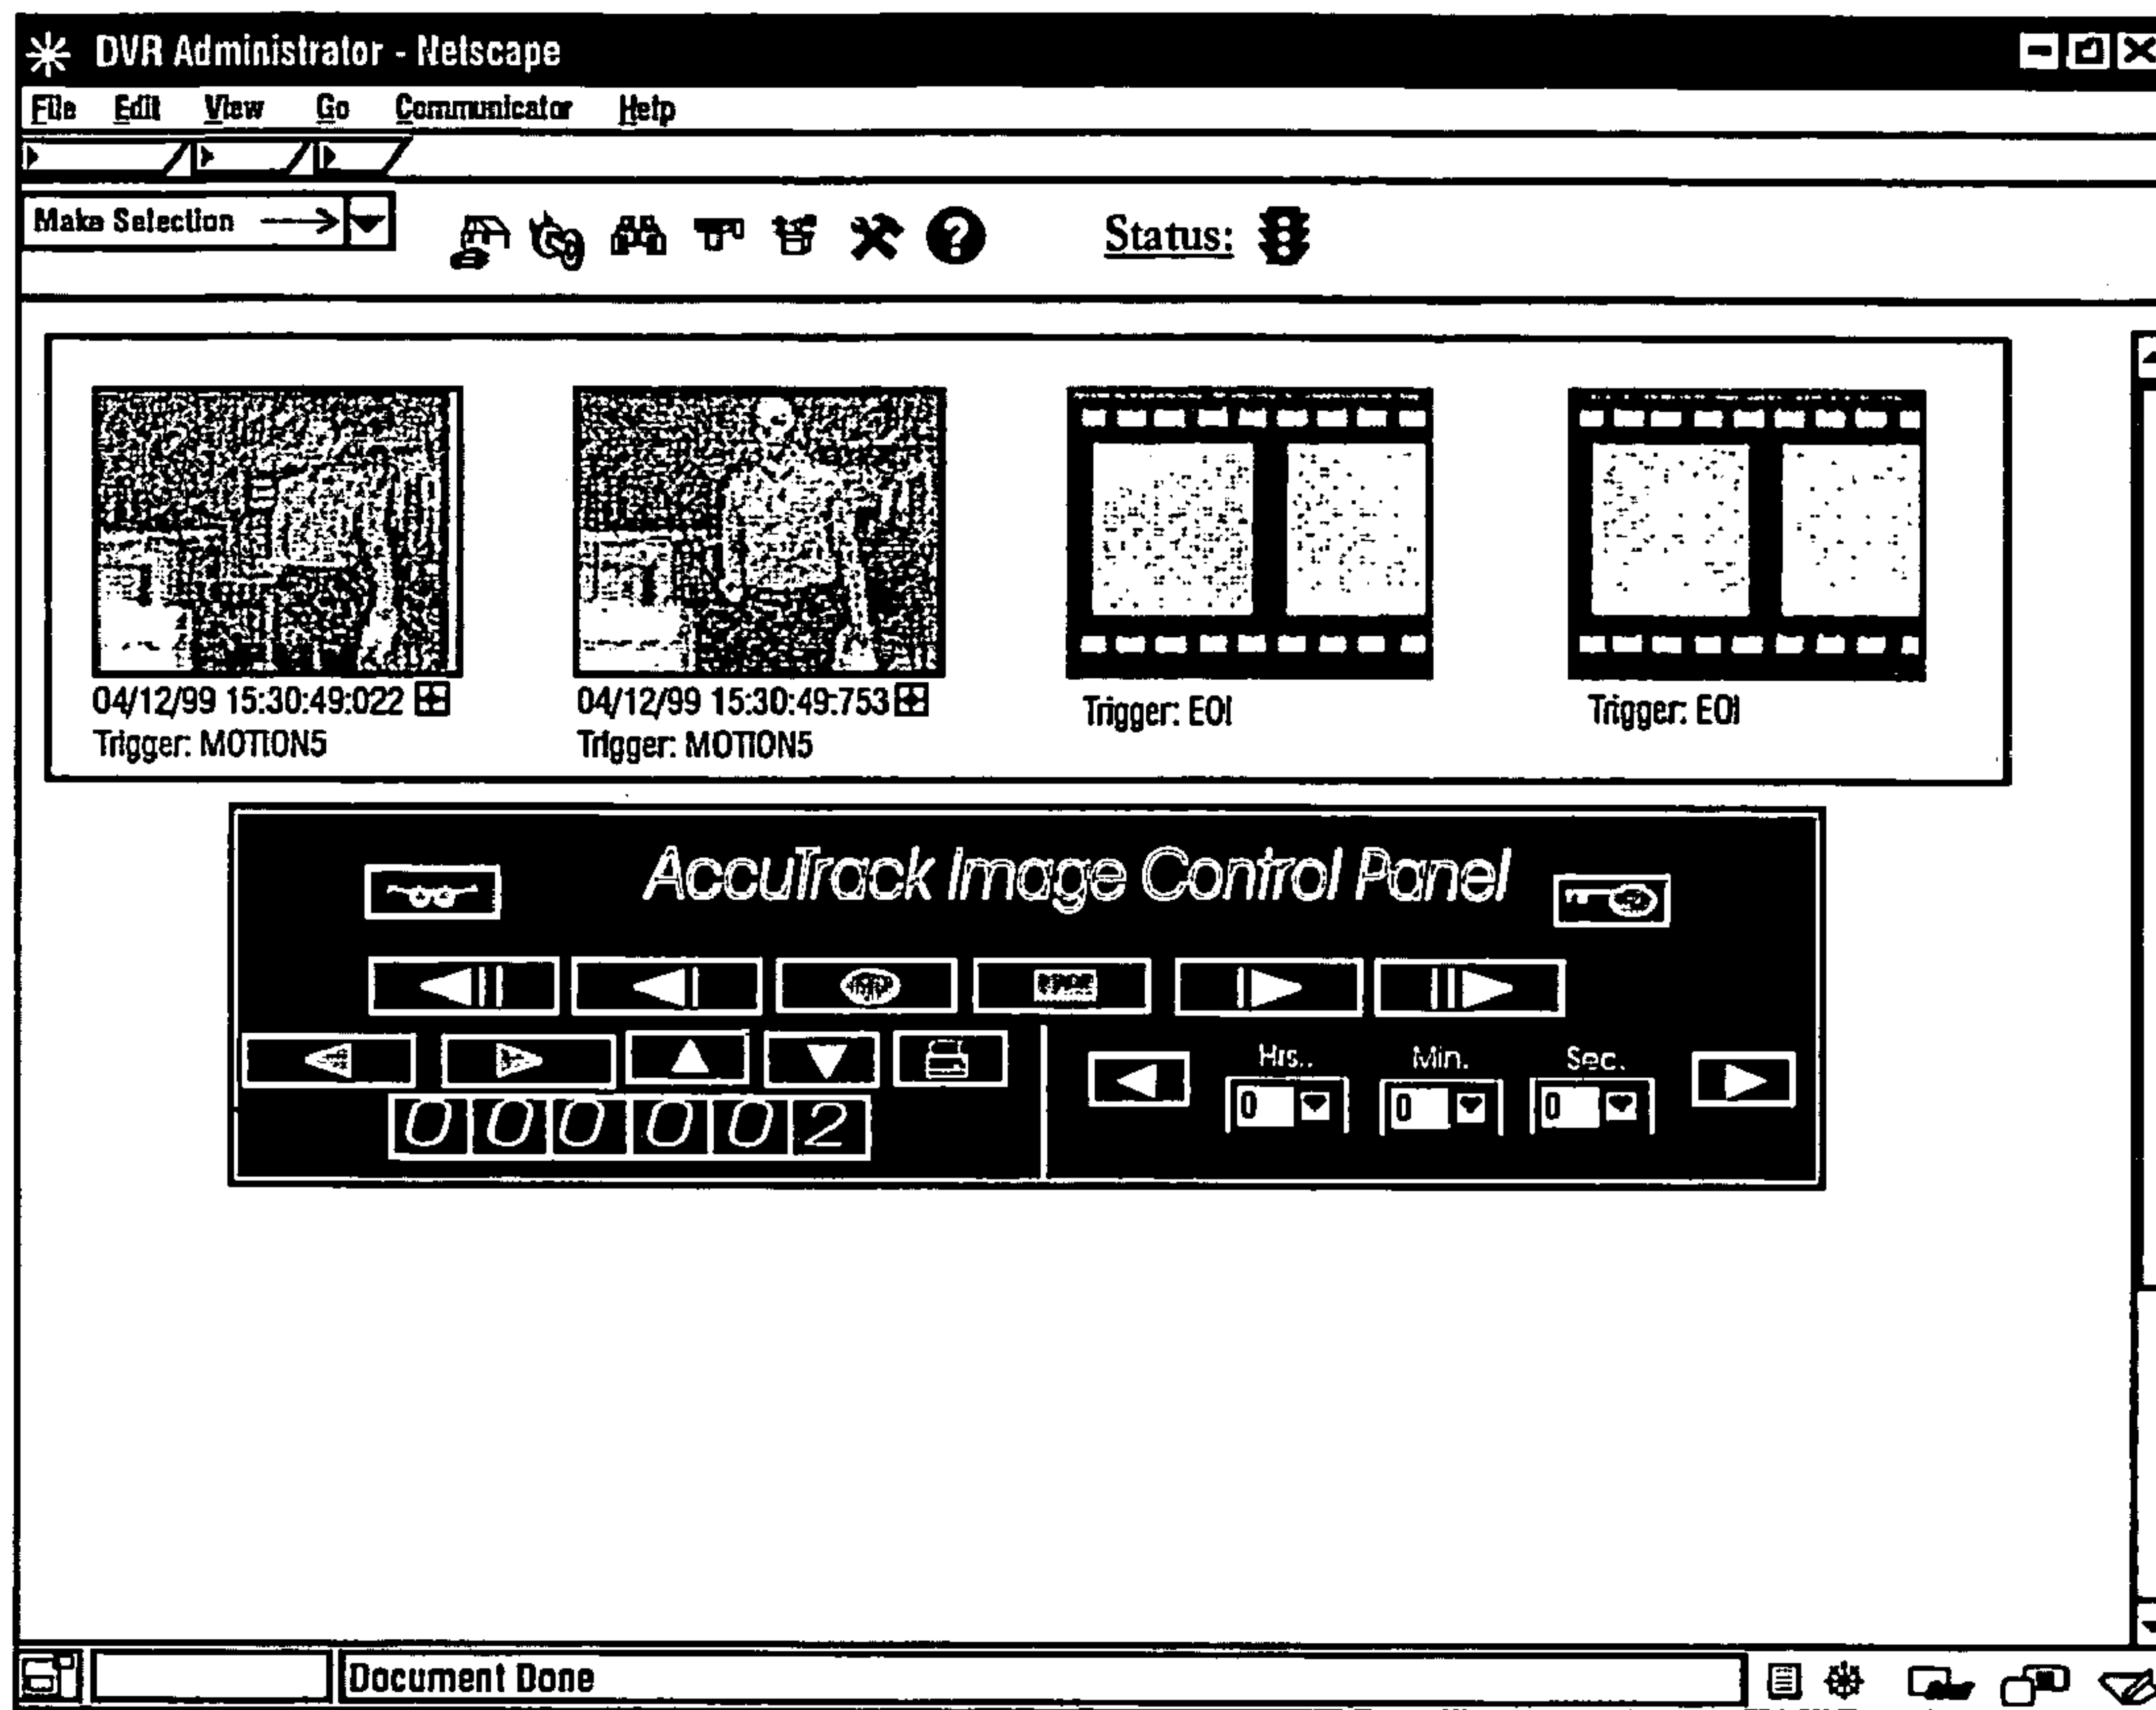 DVR Administrator - Netscape
File Edit View Go Communicator Help
Make Selection
Status:
04/12/99 15:30:49:022
Trigger: MOTION5
04/12/99 15:30:49:753
Trigger: MOTION5
Trigger: EOI
Trigger: EOI
AccuTrack Image Control Panel
Hrs.. Min. Sec.
0 0 0
000002
Document Done